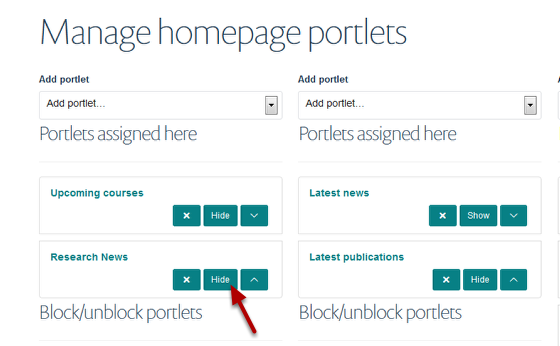 Manage homepage portlets
Add portlet
Add portlet...
Portlets assigned here
Upcoming courses
Hide
Research News
Hide
Block/unblock portlets
Add portlet
Add portlet...
Portlets assigned here
Latest news
Show
Latest publications
Hide
Block/unblock portlets